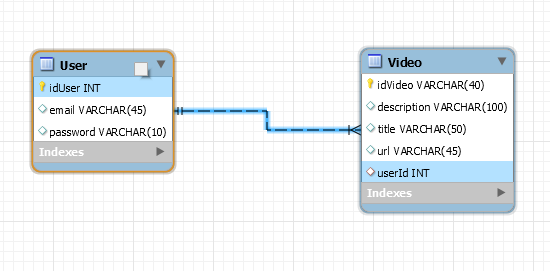 User
idUser INT
email VARCHAR(45)
password VARCHAR(10)
Indexes
Video
idVideo VARCHAR(40)
description VARCHAR(100)
title VARCHAR(50)
url VARCHAR(45)
userId INT
Indexes